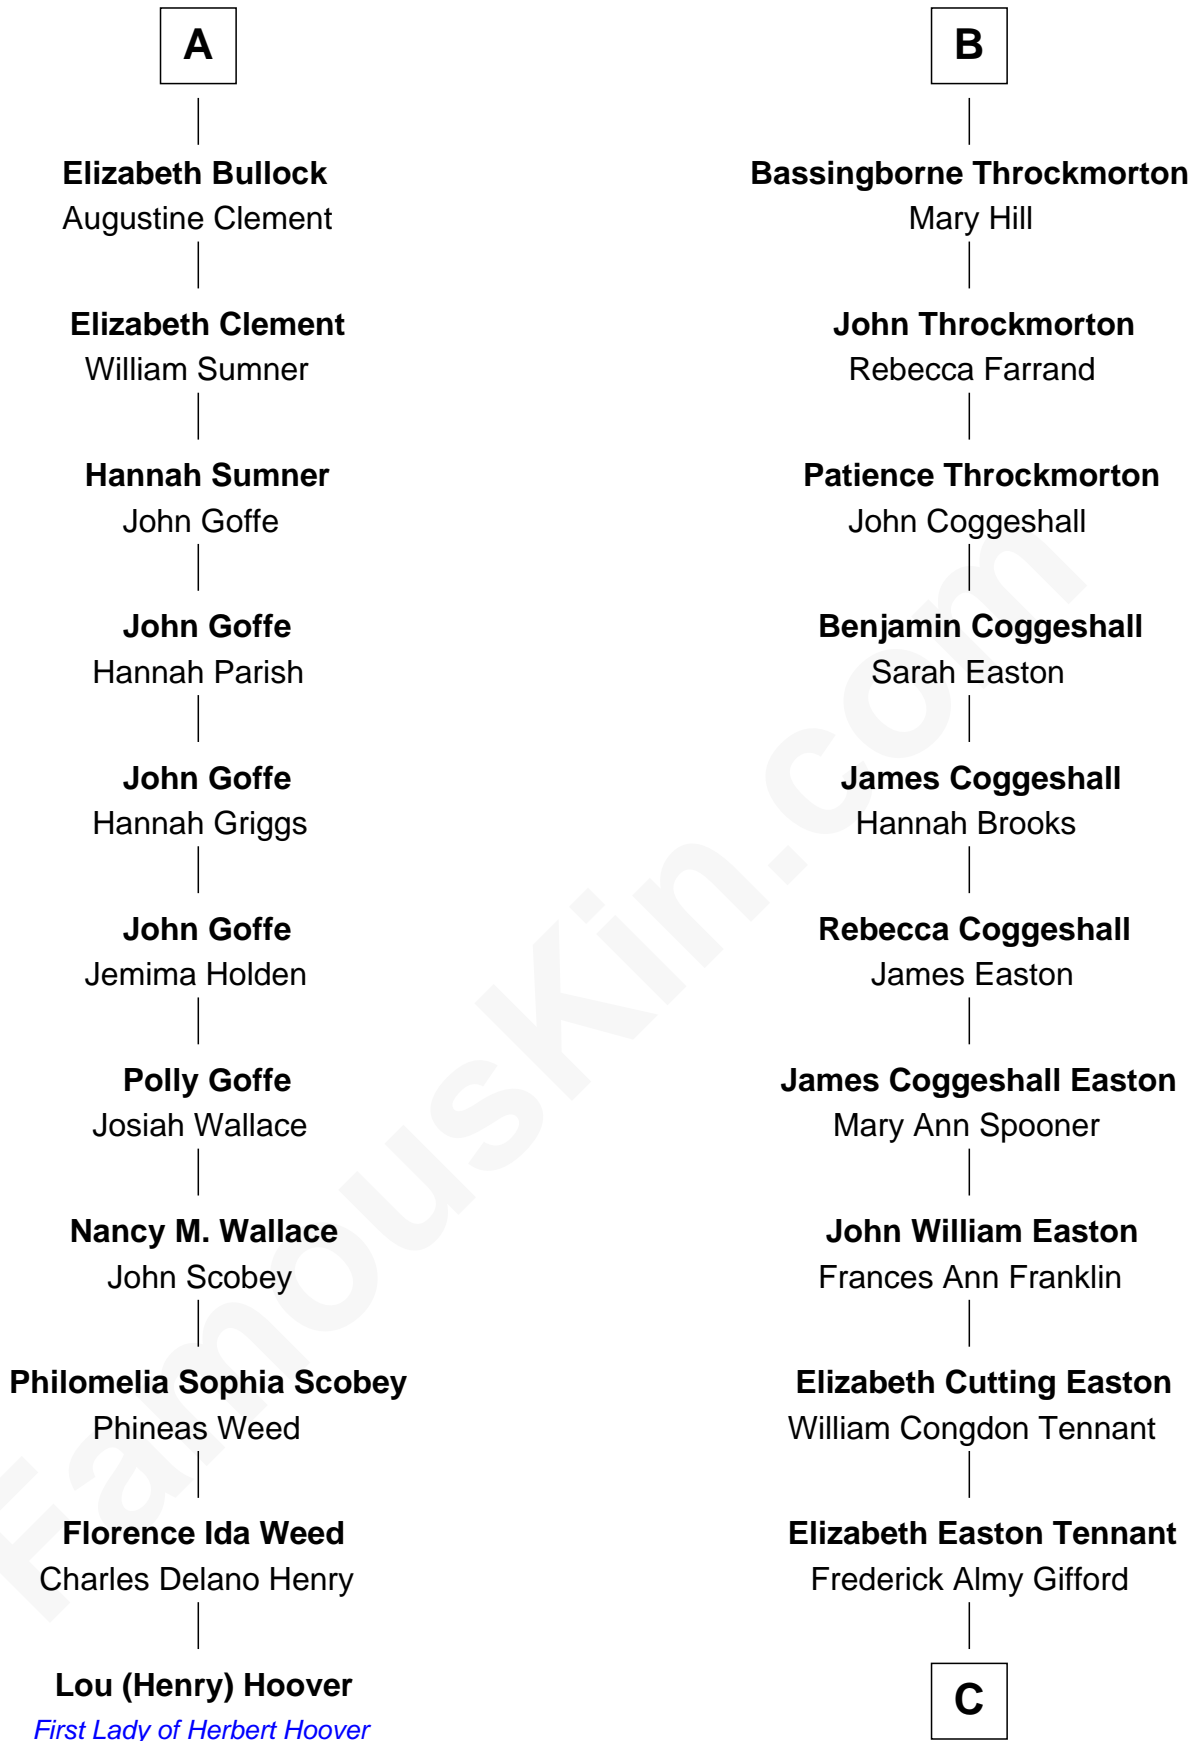 A
Elizabeth Bullock
Augustine Clement
Elizabeth Clement
William Sumner
Hannah Sumner
John Goffe
John Goffe
Hannah Parish
John Goffe
Hannah Griggs
John Goffe
Jemima Holden
Polly Goffe
Josiah Wallace
Nancy M. Wallace
John Scobey
Philomelia Sophia Scobey
Phineas Weed
Florence Ida Weed
Charles Delano Henry
Lou (Henry) Hoover
First Lady of Herbert Hoover
B
Bassingborne Throckmorton
Mary Hill
John Throckmorton
Rebecca Farrand
Patience Throckmorton
John Coggeshall
Benjamin Coggeshall
Sarah Easton
James Coggeshall
Hannah Brooks
Rebecca Coggeshall
James Easton
James Coggeshall Easton
Mary Ann Spooner
John William Easton
Frances Ann Franklin
Elizabeth Cutting Easton
William Congdon Tennant
Elizabeth Easton Tennant
Frederick Almy Gifford
C
FamousKin.com